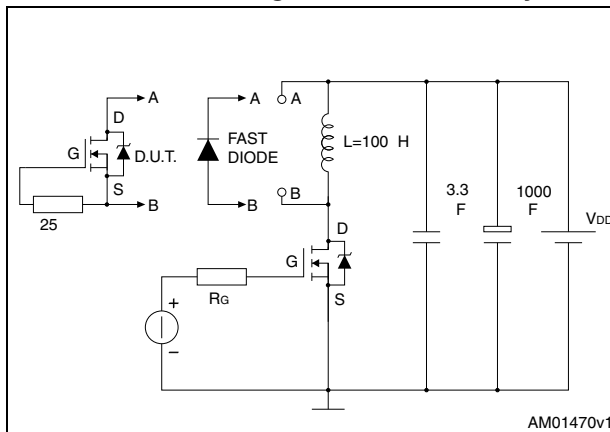 A
D
G
D.U.T.
S
B
25
A
FAST
DIODE
B
A
B
L=100 H
D
G
S
RG
+
−
3.3
F
1000
F
VDD
AM01470v1